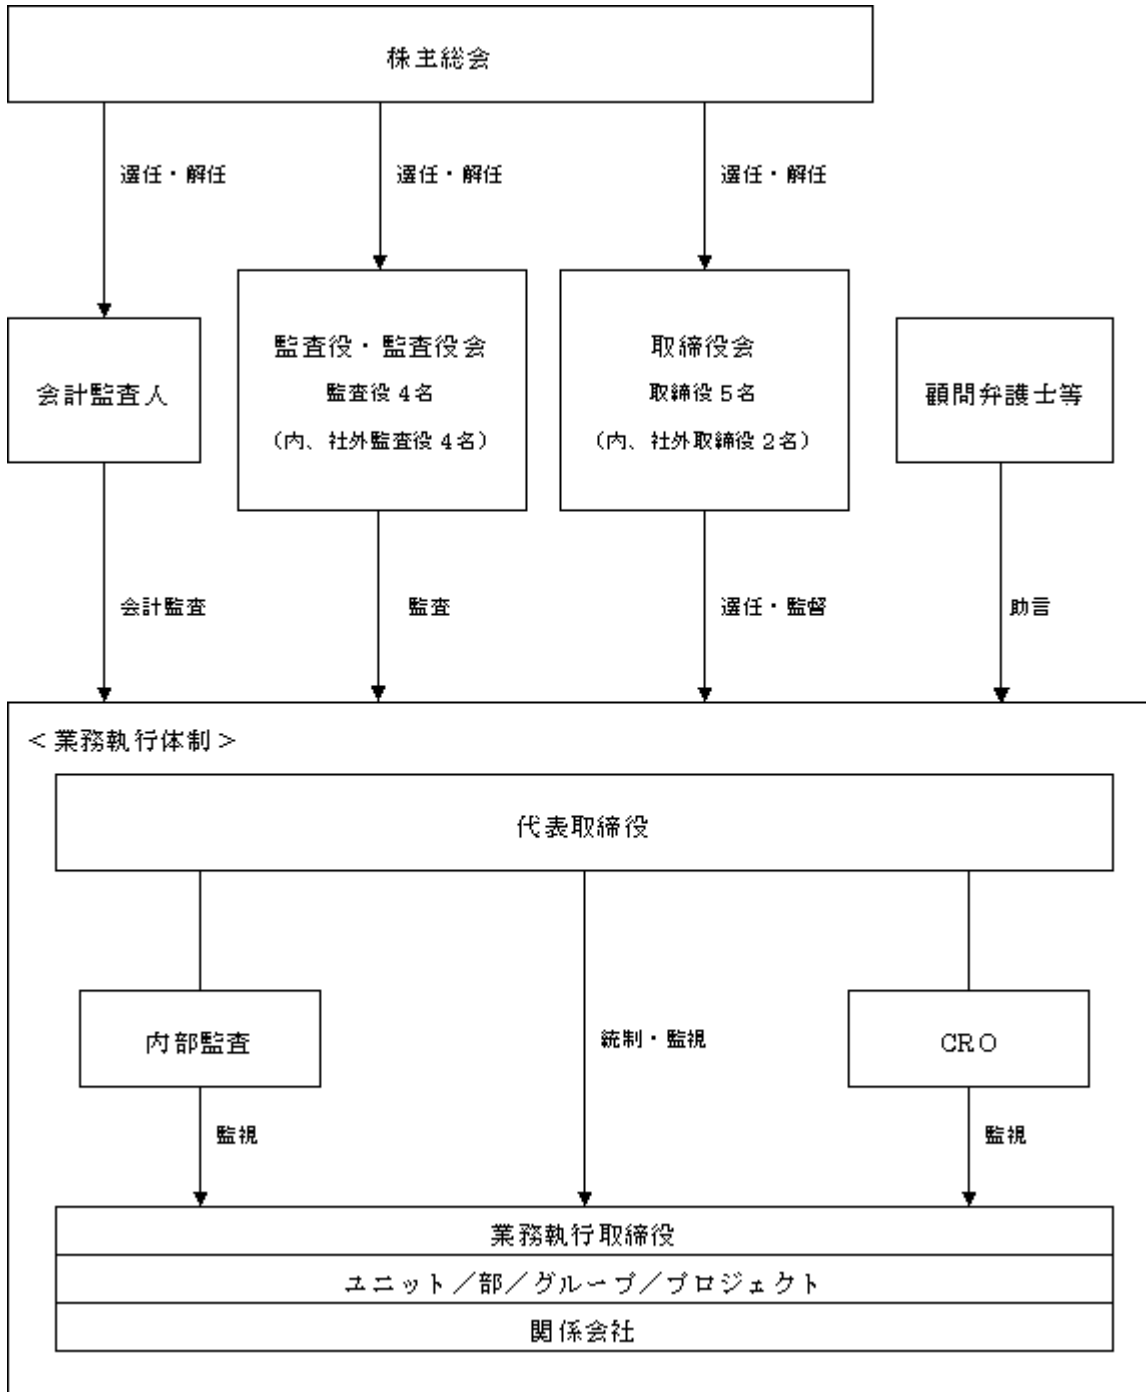 株主総会
選任・解任
選任・解任
選任・解任
会計監査人
監査役・監査役会
監査役4名
（内、社外監査役4名）
取締役会
取締役5名
（内、社外取締役2名）
顧問弁護士等
会計監査
監査
選任・監督
助言
＜業務執行体制＞
代表取締役
内部監査
統制・監視
CRO
監視
監視
業務執行取締役
ユニット／部／グループ／プロジェクト
関係会社